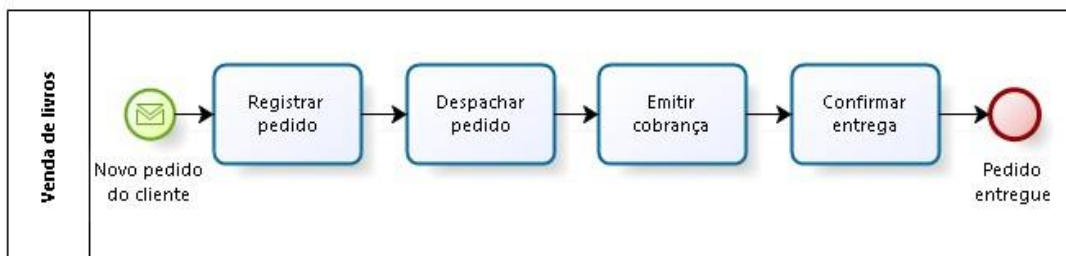 Venda de livros
Novo pedido
do cliente
Registrar
pedido
Despachar
pedido
Emitir
cobrança
Confirmar
entrega
Pedido
entregue